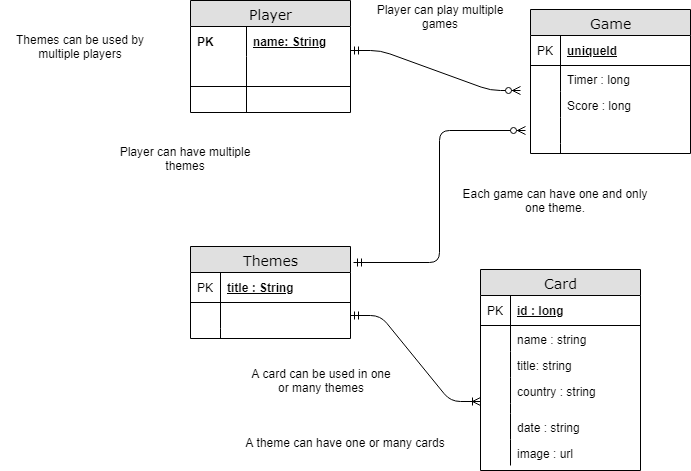 Player
PK name: String
Player can play multiple
games
Game
PK uniqueId
Timer : long
Score : long
Themes can be used by
multiple players
Player can have multiple
themes
Each game can have one and only
one theme.
Themes
PK title : String
Card
PK id : long
name : string
title: string
country : string
date : string
image : url
A card can be used in one
or many themes
A theme can have one or many cards